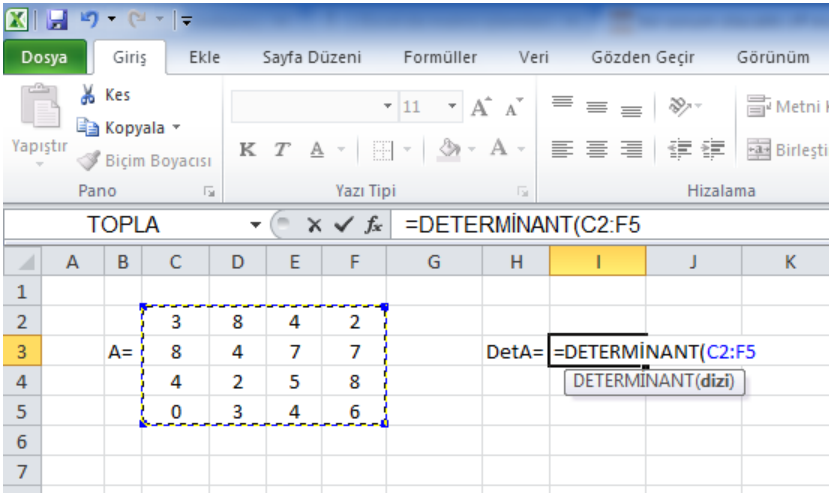 Dosya Giriş Ekle Sayfa Düzeni Formüller Veri Gözden Geçir Görünüm
Yapıştır
Kes
Kopyala
Biçim Boyacısı
Pano
11 A A
K T A A
Yazı Tipi
Metni
Birleşti
Hizalama
TOPLA fx =DETERMİNANT(C2:F5
A B C D E F G H I J K
1
2 3 8 4 2
3 A= 8 4 7 7 DetA= =DETERMİNANT(C2:F5
4 4 2 5 8 DETERMİNANT(dizi)
5 0 3 4 6
6
7